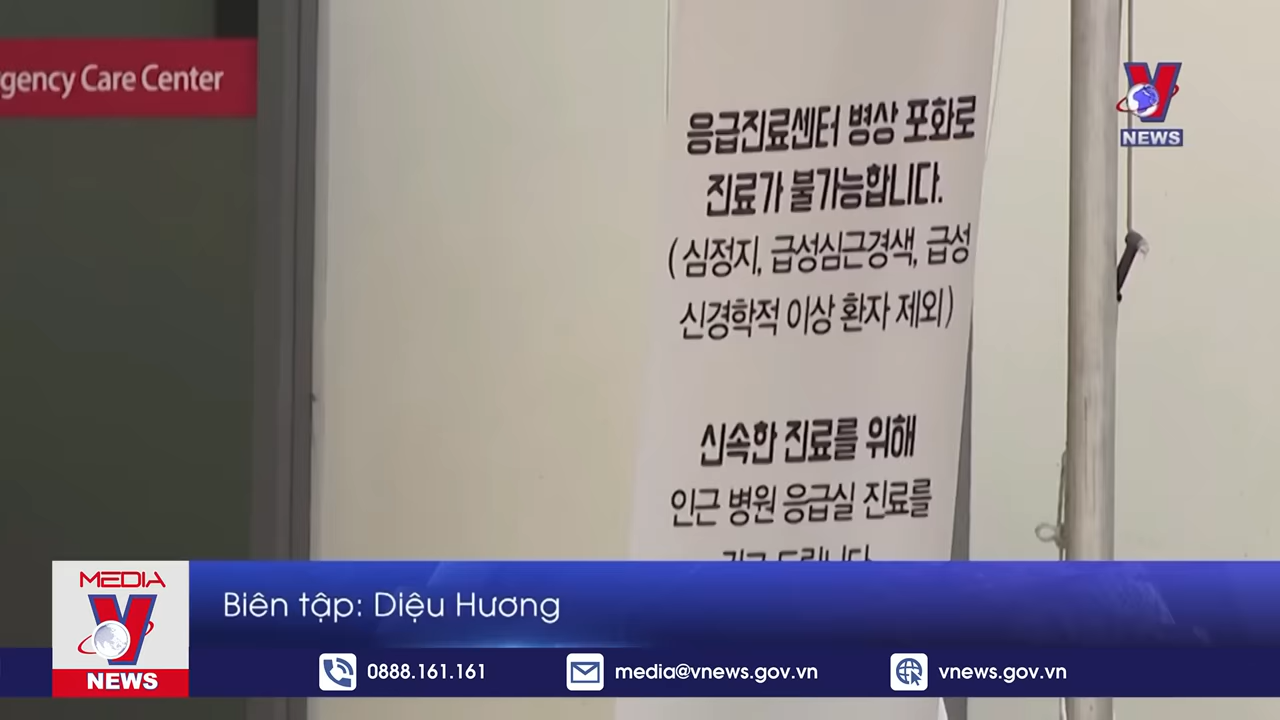 gency Care Center
응급진료센터 병상 포화로
진료가 불가능합니다.
(심정지, 급성심근경색, 급성
신경학적 이상 환자 제외)
신속한 진료를 위해
인근 병원 응급실 진료를
V
NEWS
MEDIA
V
NEWS
Biên tập: Diệu Hương
0888.161.161
media@vnews.gov.vn
vnews.gov.vn